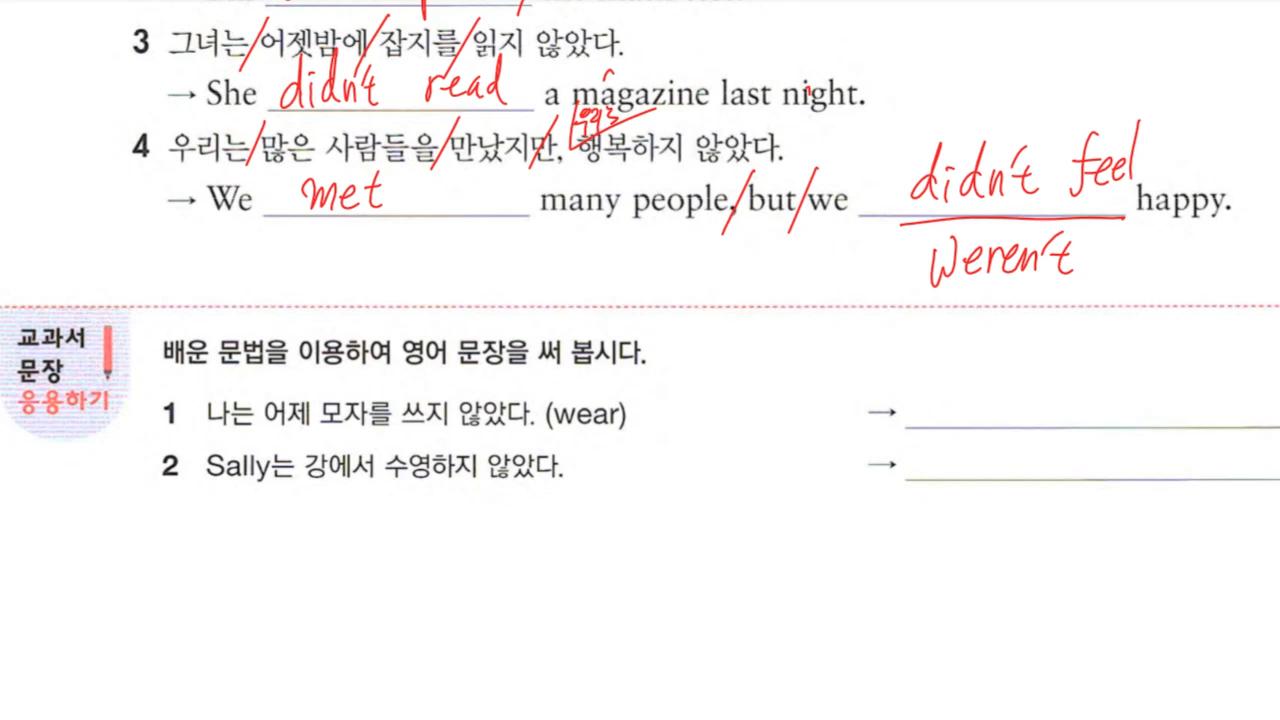 3 그녀는/어젯밤에/잡지를/읽지 않았다.
→ She didn't read a magazine last night.
우리는
4 우리는/많은 사람들을/만났지만, 행복하지 않았다.
→ We met many people,/but/we didn't feel happy.
weren't
교과서
문장
응용하기
배운 문법을 이용하여 영어 문장을 써 봅시다.
1 나는 어제 모자를 쓰지 않았다. (wear) →
2 Sally는 강에서 수영하지 않았다. →